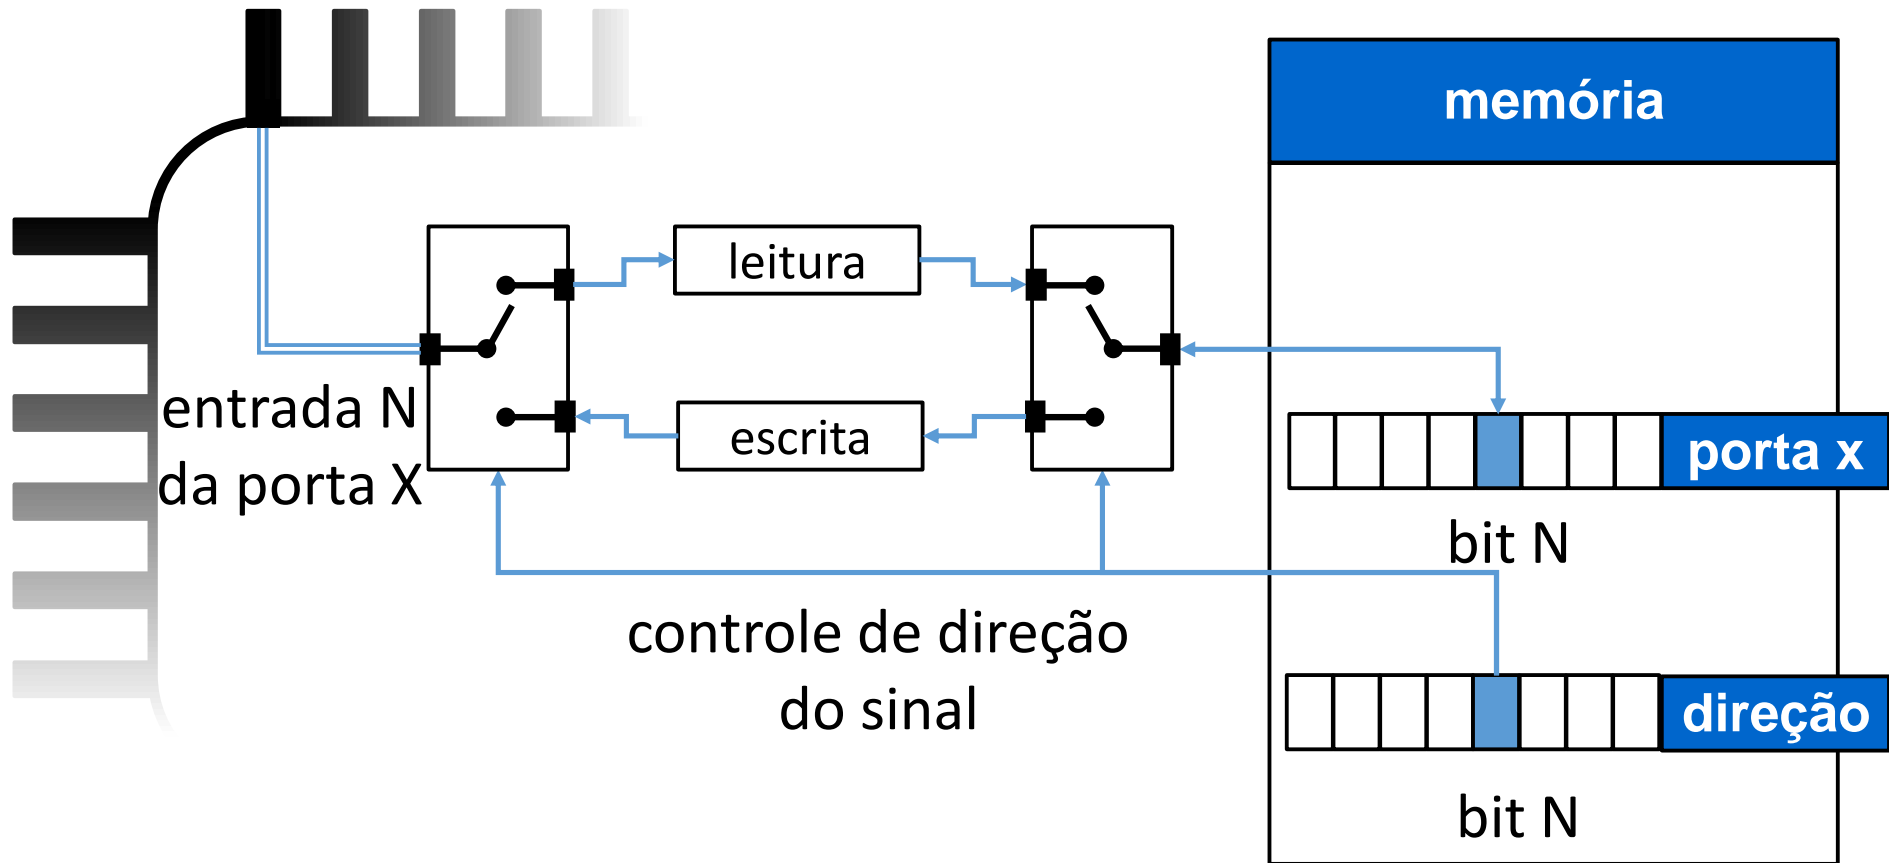 memória
leitura
entrada N
da porta X
escrita
porta x
bit N
controle de direção
do sinal
direção
bit N